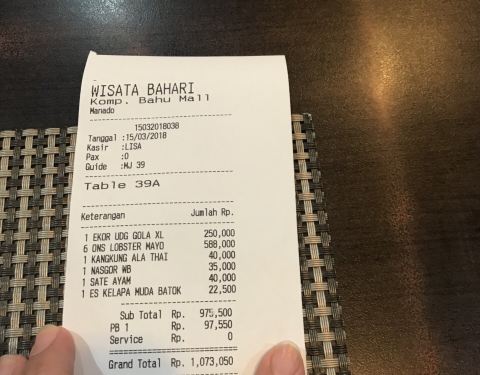 WISATA BAHARI
Komp. Bahu Mall
Manado
15032018038
Tanggal :15/03/2018
Kasir :LISA
Pax :0
Guide :MJ 39
Table 39A
Keterangan Jumlah Rp.
1 EKOR UDG GOLA XL 250,000
6 ONS LOBSTER MAYO 588,000
1 KANGKUNG ALA THAI 40,000
1 NASGOR WB 35,000
1 SATE AYAM 40,000
1 ES KELAPA MUDA BATOK 22,500
Sub Total Rp. 975,500
PB 1 Rp. 97,550
Service Rp. 0
Grand Total Rp. 1,073,050